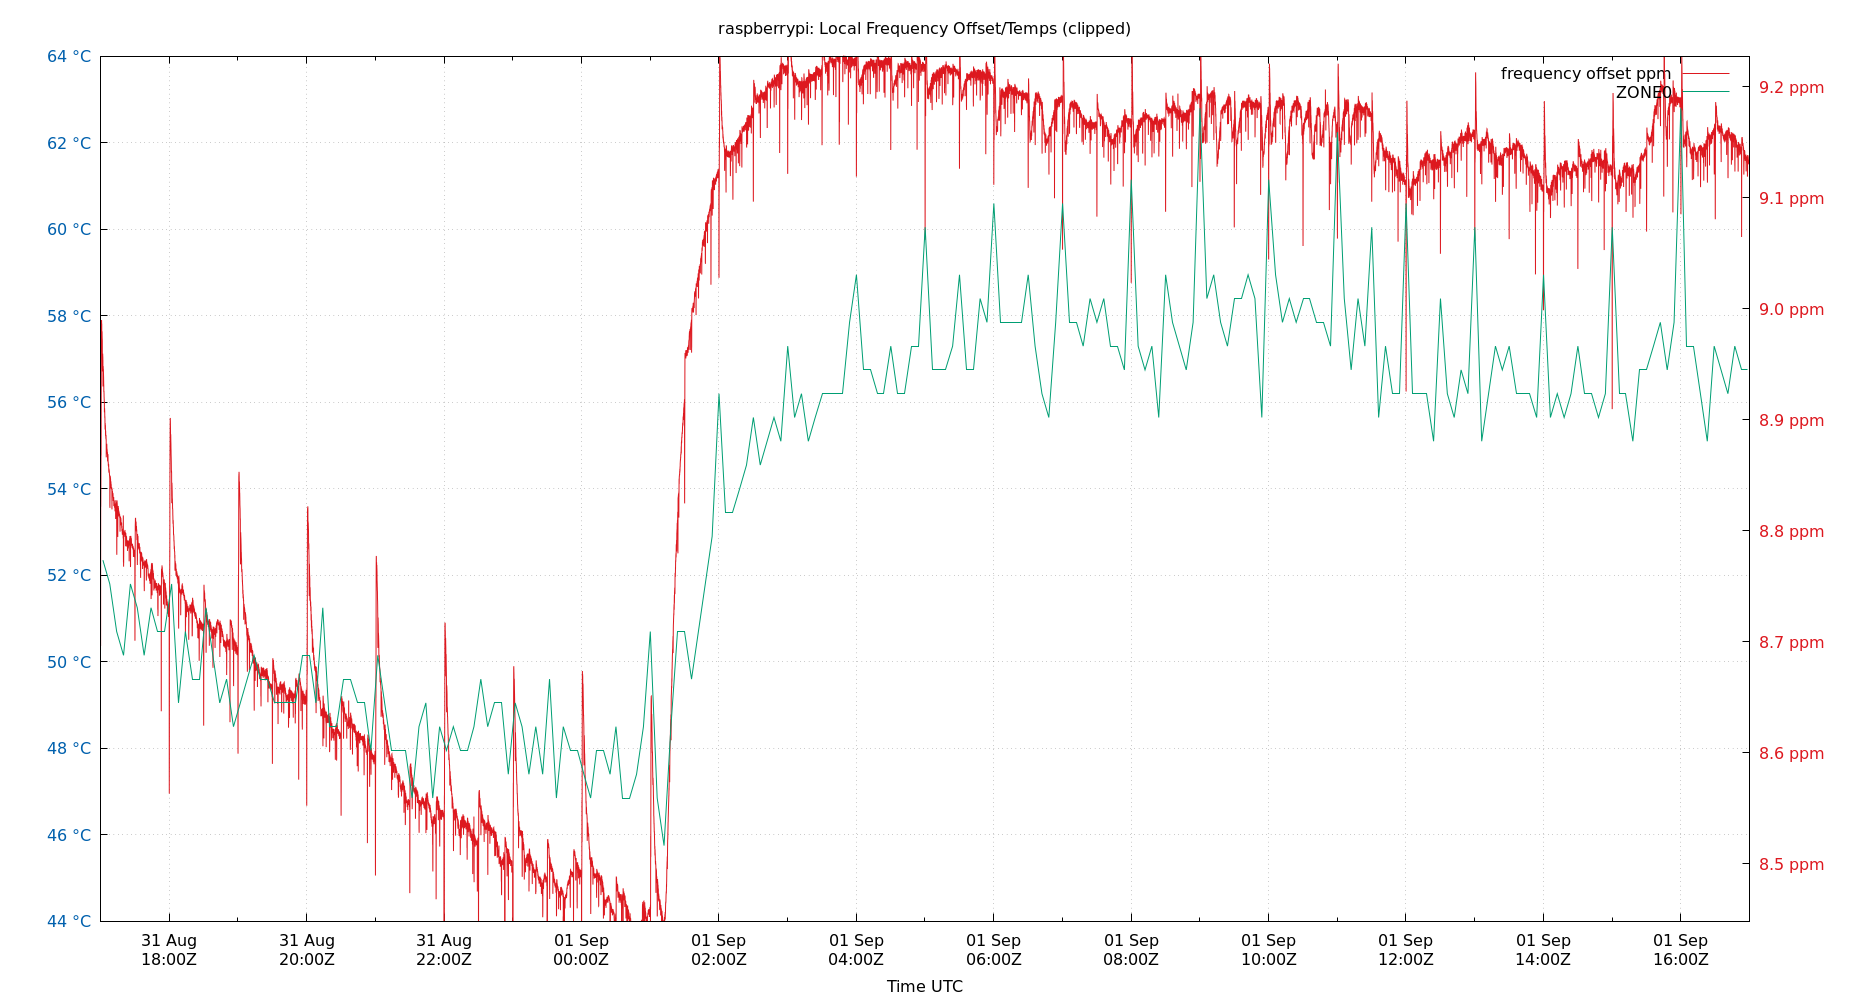 raspberrypi: Local Frequency Offset/Temps (clipped)
64 °C
62 °C
60 °C
58 °C
56 °C
54 °C
52 °C
50 °C
48 °C
46 °C
44 °C
frequency offset ppm
ZONE0
9.2 ppm
9.1 ppm
9.0 ppm
8.9 ppm
8.8 ppm
8.7 ppm
8.6 ppm
8.5 ppm
31 Aug 31 Aug 31 Aug 01 Sep 01 Sep 01 Sep 01 Sep 01 Sep 01 Sep 01 Sep 01 Sep 01 Sep
18:00Z 20:00Z 22:00Z 00:00Z 02:00Z 04:00Z 06:00Z 08:00Z 10:00Z 12:00Z 14:00Z 16:00Z
Time UTC